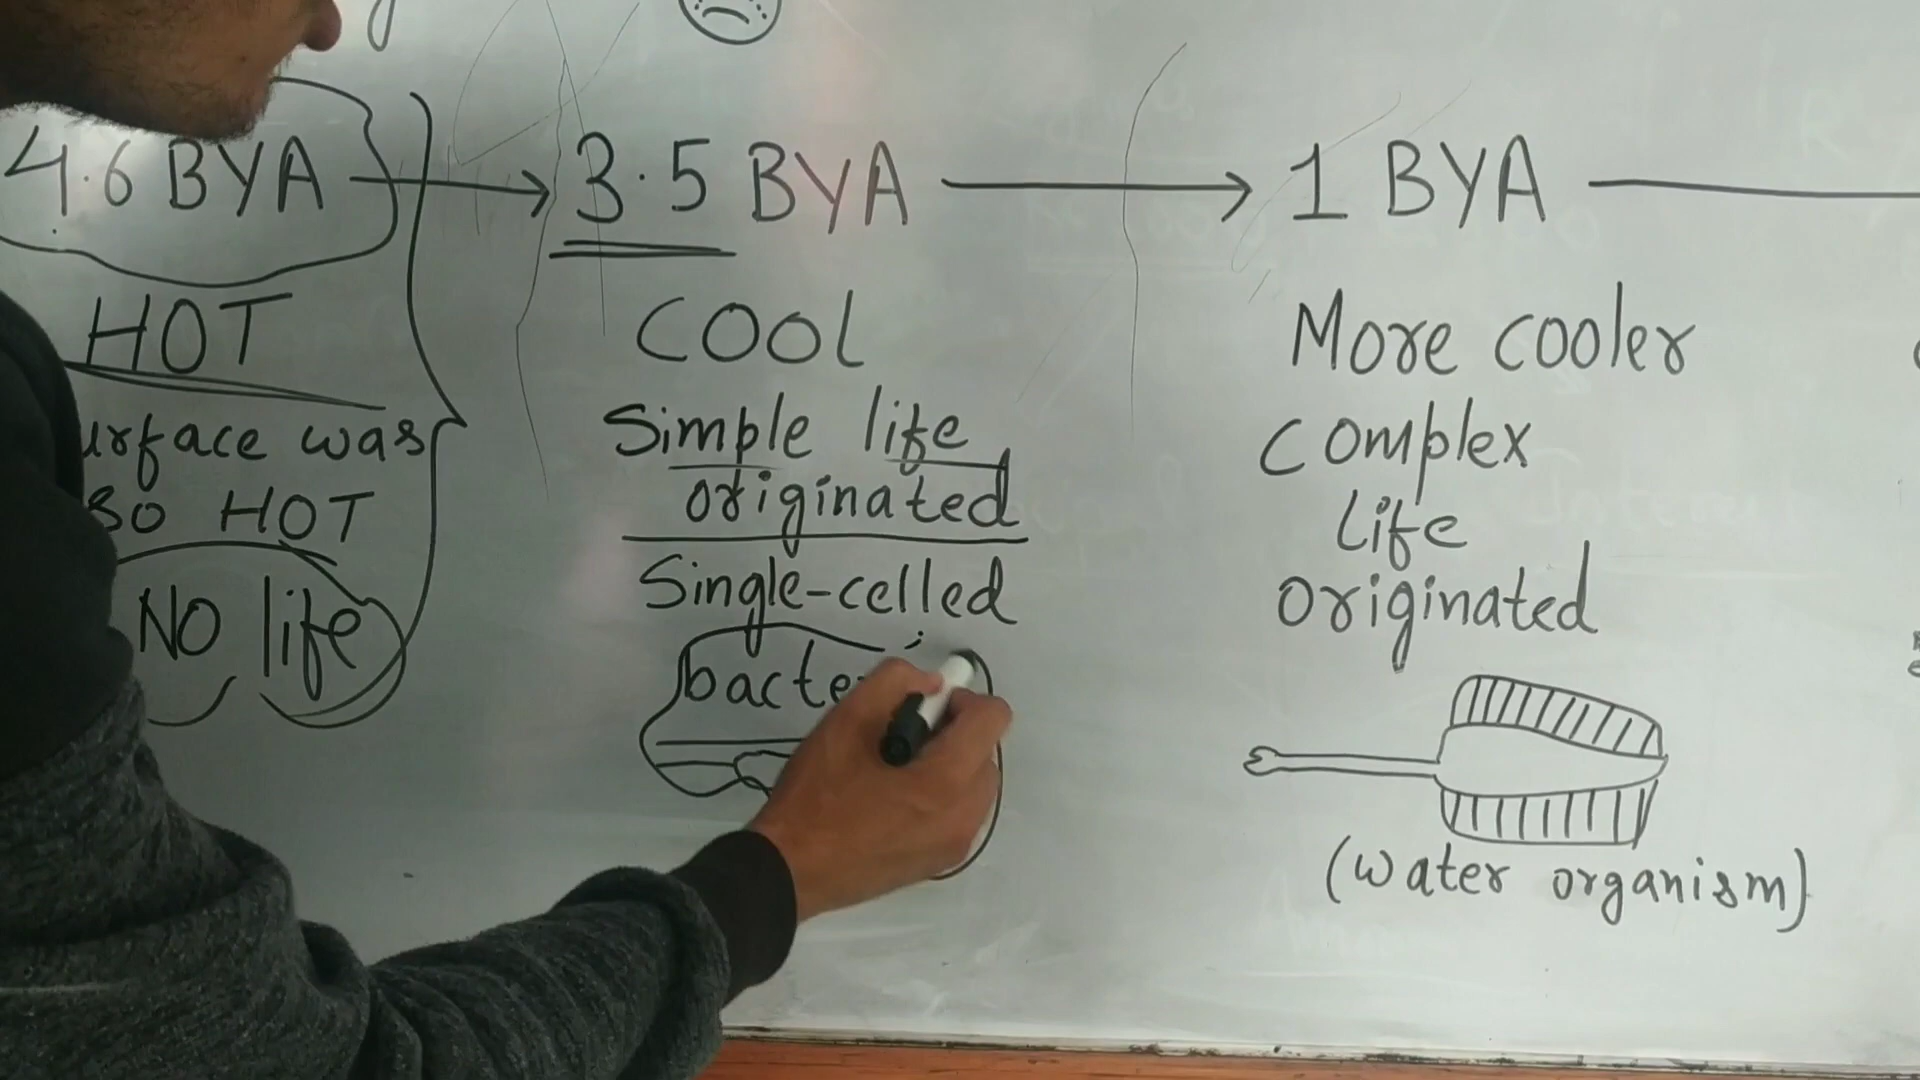 4.6 BYA → 3.5 BYA → 1 BYA
HOT
urface was
so HOT
NO life
COOL
Simple life
originated
Single-celled
bacte
More cooler
complex
life
originated
(water organism)